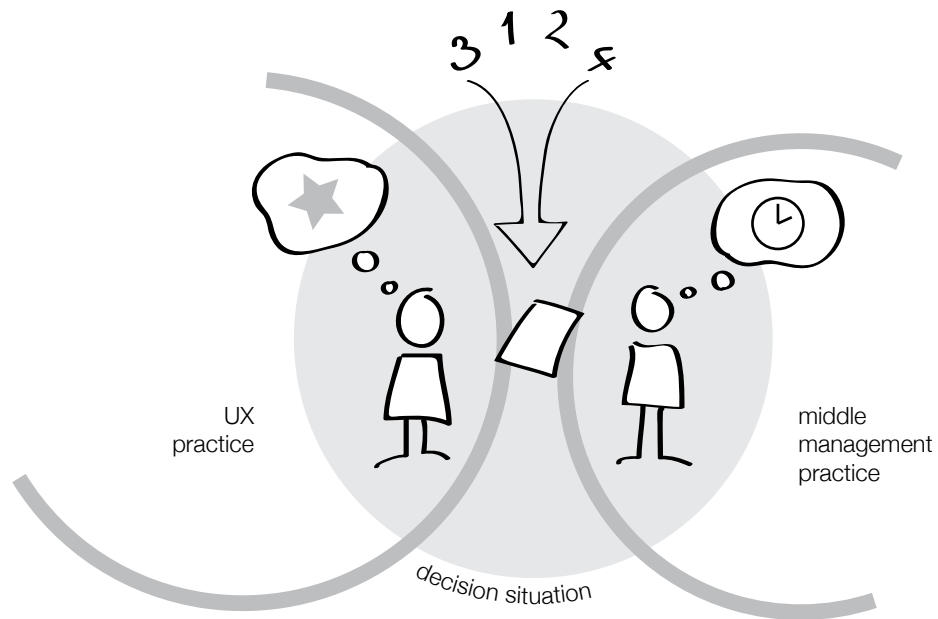 3 1 2 4
UX
practice
middle
management
practice
decision situation